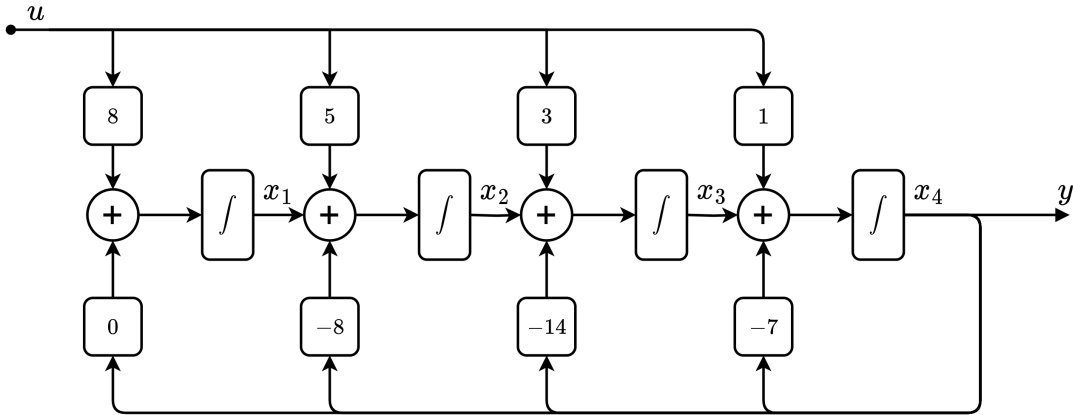 u
8 5 3 1
+ ∫ x₁ + ∫ x₂ + ∫ x₃ + ∫ x₄ y
0 −8 −14 −7